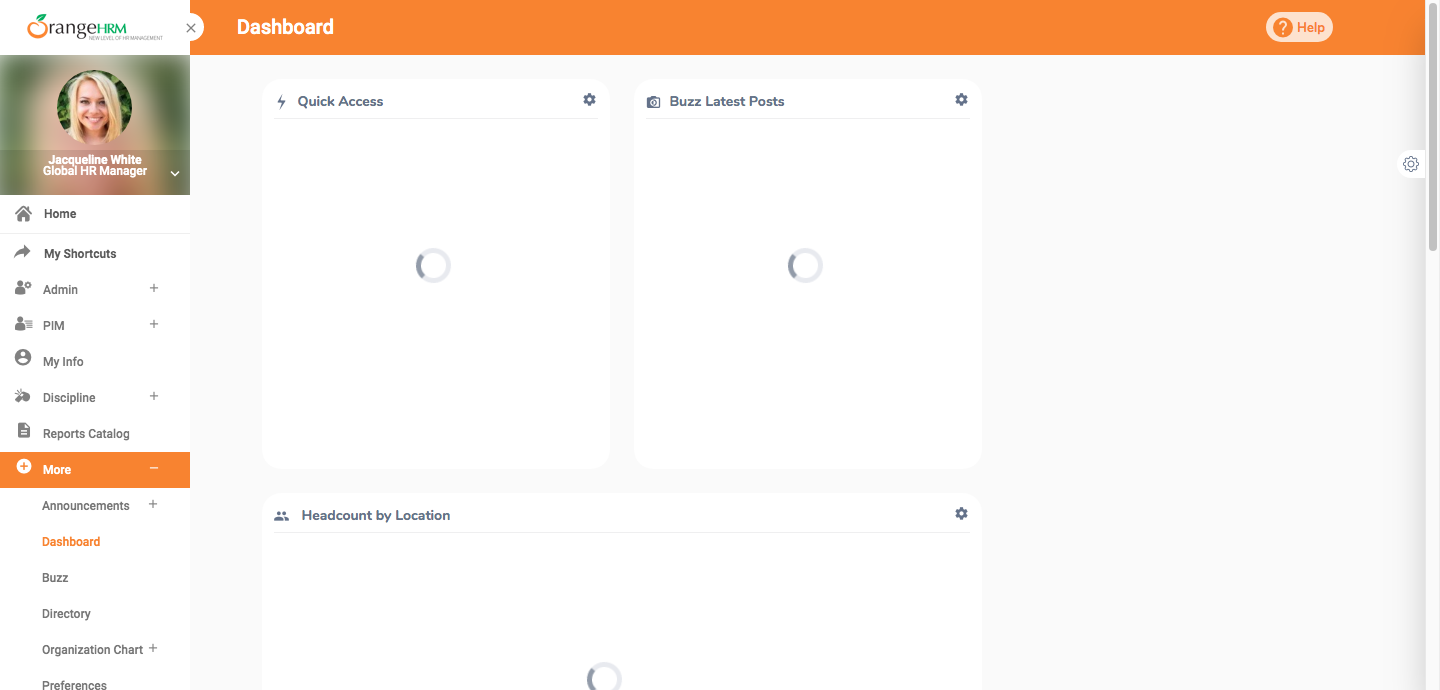 OrangeHRM
NEW LEVEL OF HR MANAGEMENT
Dashboard
Help
Jacqueline White
Global HR Manager
Home
My Shortcuts
Admin
PIM
My Info
Discipline
Reports Catalog
More
Announcements
Dashboard
Buzz
Directory
Organization Chart
Preferences
Quick Access
Buzz Latest Posts
Headcount by Location